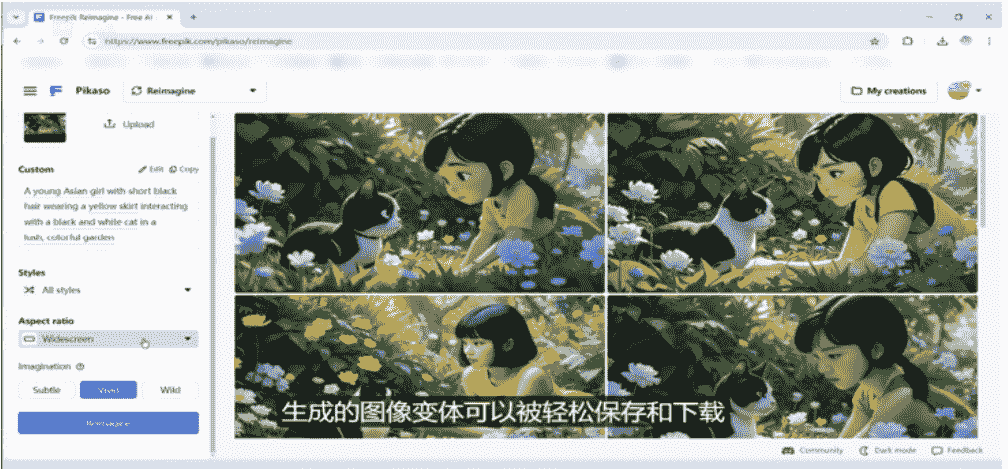 Freepik Reimagine - Free AI
https://www.freepik.com/pikaso/reimagine
Pikaso
Reimagine
My creations
Upload
Custom
Edit
Copy
A young Asian girl with short black
hair wearing a yellow skirt interacting
with a black and white cat in a
lush, colorful garden
Styles
All styles
Aspect ratio
Widescreen
Imagination
Subtle
Vivid
Wild
Reimagine
生成的图像变体可以被轻松保存和下载
Community
Dark mode
Feedback